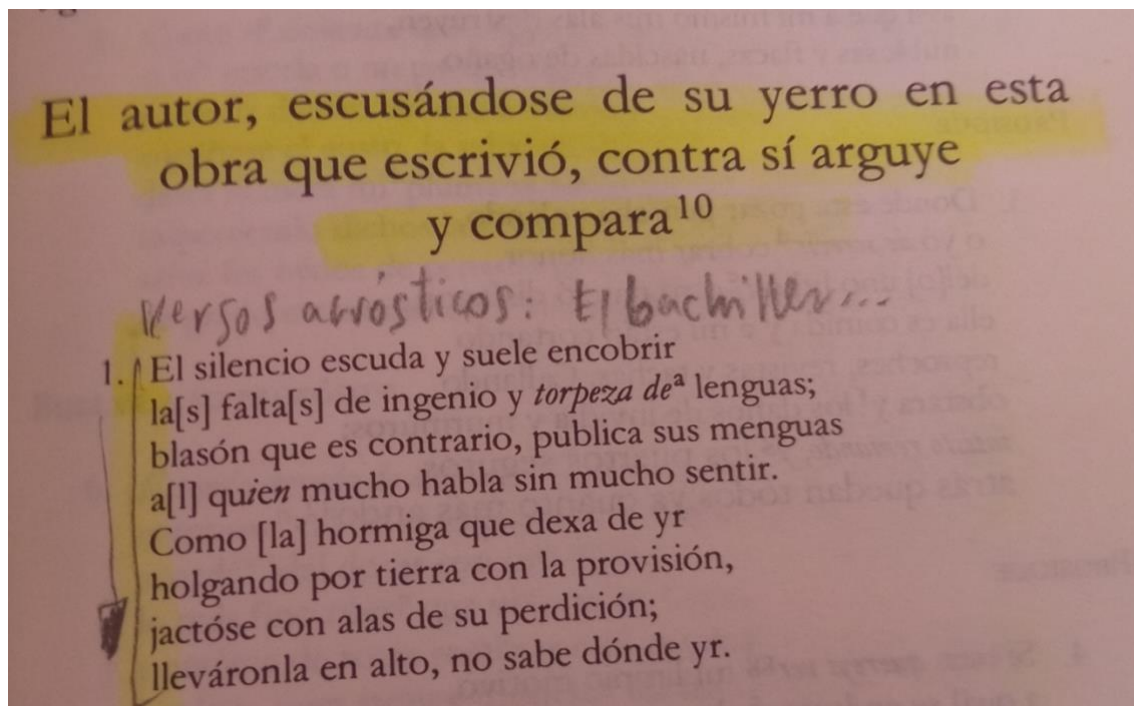 El autor, escusándose de su yerro en esta
obra que escrivió, contra sí arguye
y compara¹⁰
Versos acrósticos: El bachiller...
1. El silencio escuda y suele encobrir
la[s] falta[s] de ingenio y torpeza deª lenguas;
blasón que es contrario, publica sus menguas
a[l] quien mucho habla sin mucho sentir.
Como [la] hormiga que dexa de yr
holgando por tierra con la provisión,
jactóse con alas de su perdición;
lleváronla en alto, no sabe dónde yr.